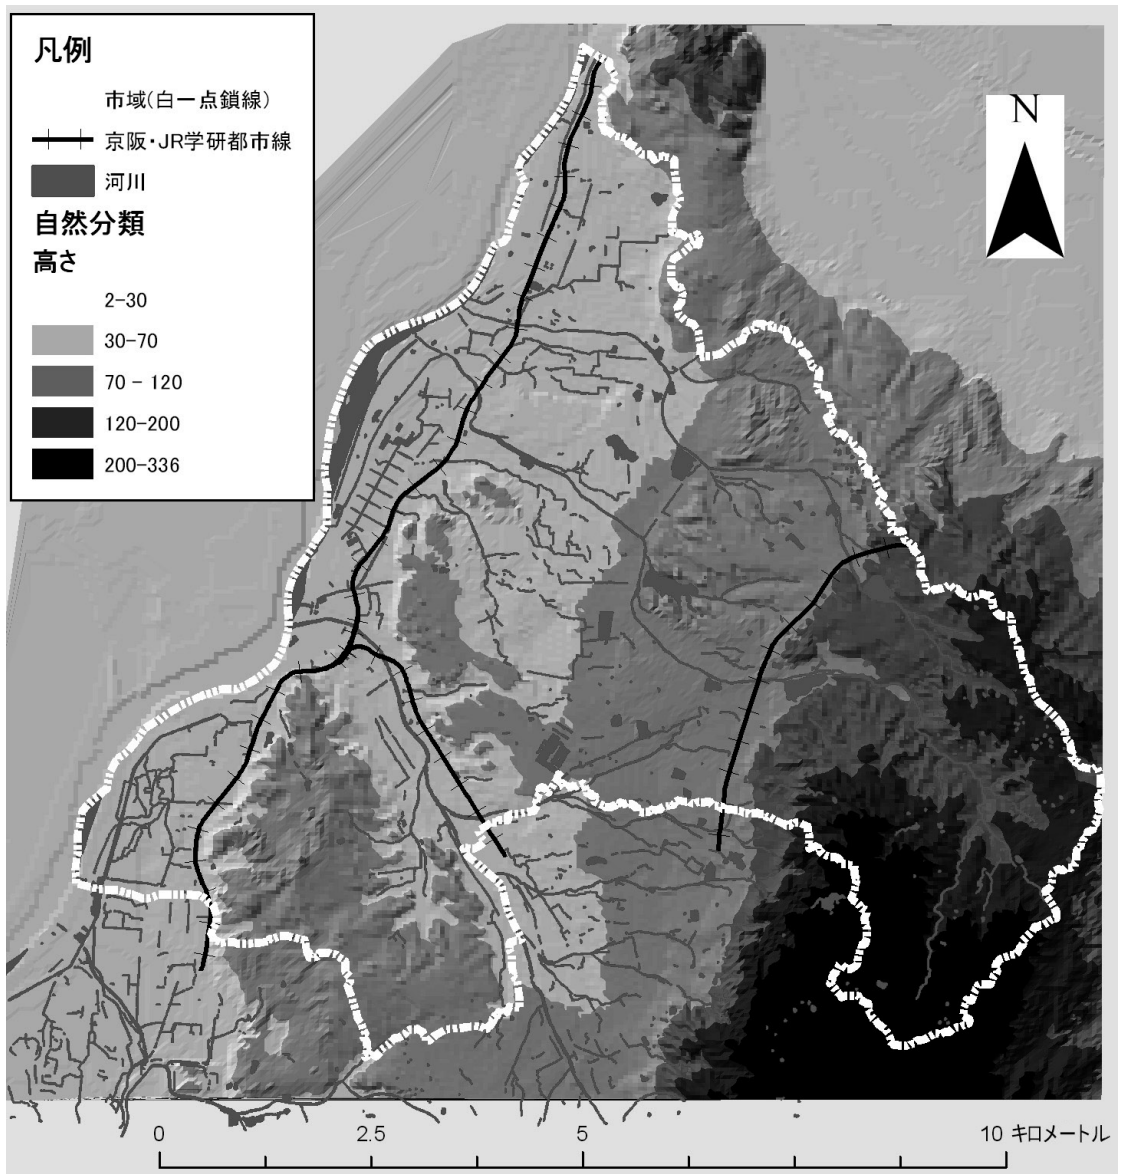 凡例
市域(白一点鎖線)
京阪・JR学研都市線
河川
自然分類
高さ
2-30
30-70
70 - 120
120-200
200-336
N
0 2.5 5 10 キロメートル